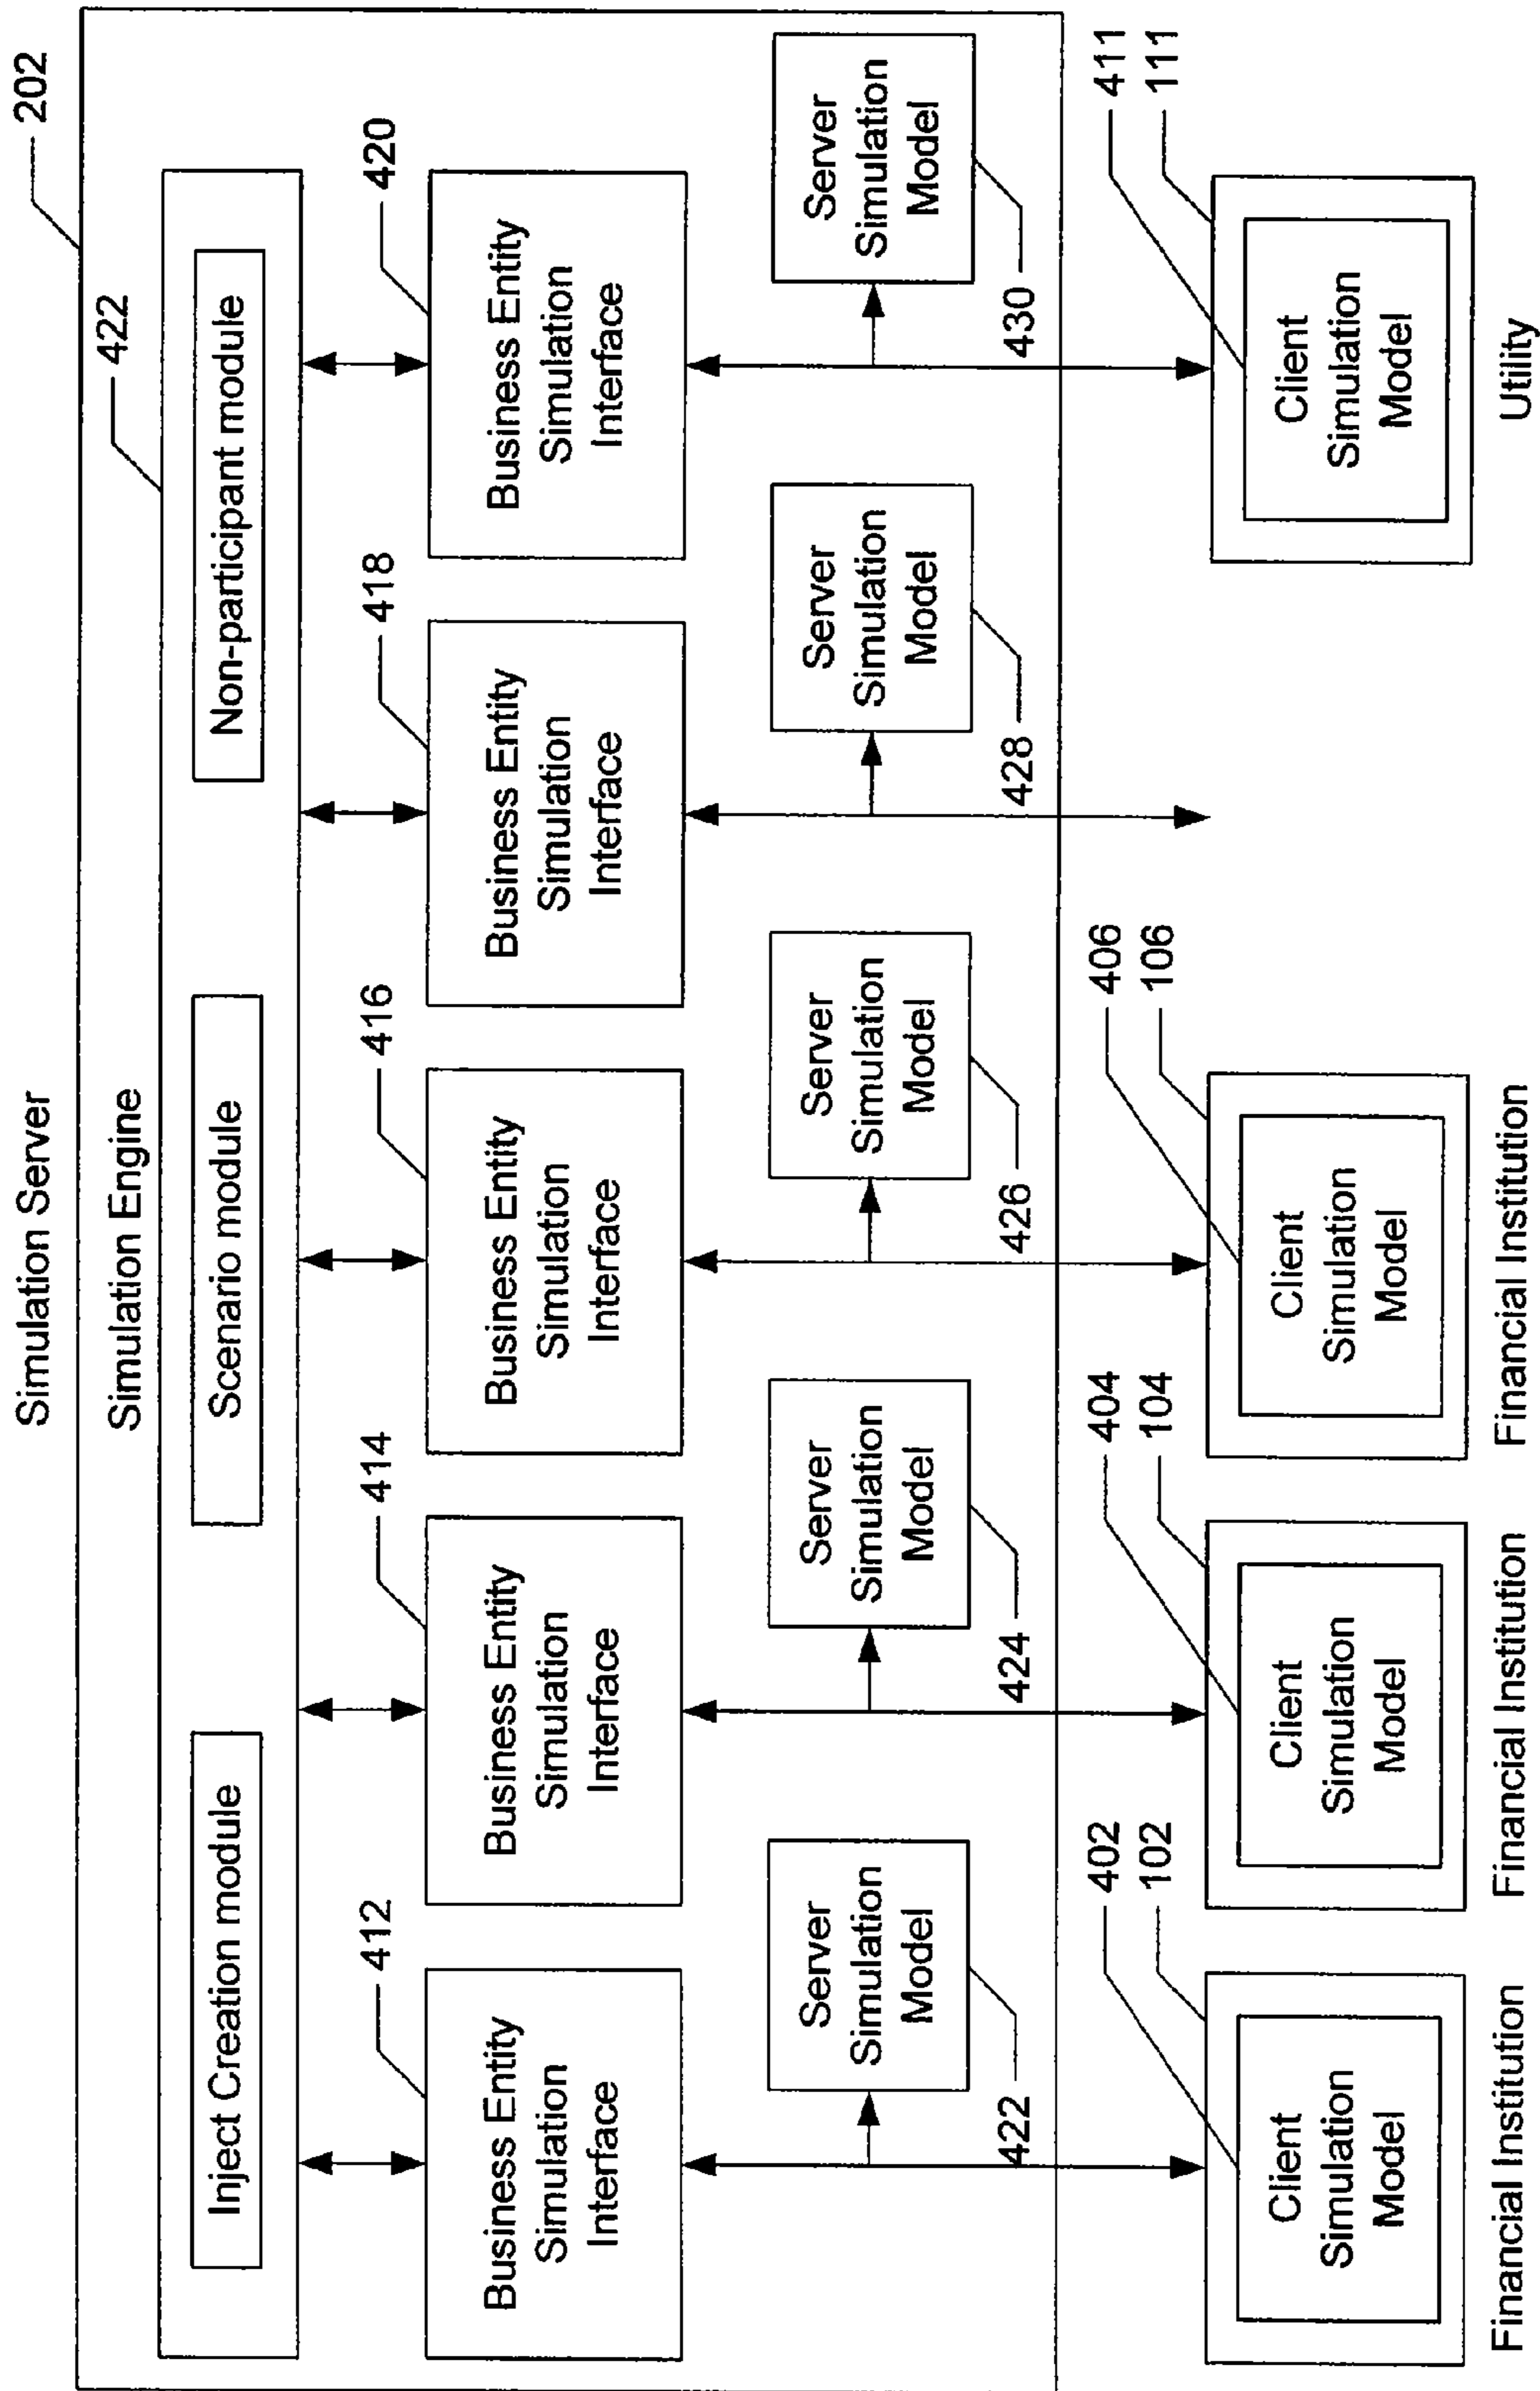 Simulation Server
202
Simulation Engine
422
Inject Creation module
Scenario module
Non-participant module
412
414
416
418
420
Business Entity
Simulation
Interface
Business Entity
Simulation
Interface
Business Entity
Simulation
Interface
Business Entity
Simulation
Interface
Business Entity
Simulation
Interface
Server
Simulation
Model
Server
Simulation
Model
Server
Simulation
Model
Server
Simulation
Model
Server
Simulation
Model
422
424
426
428
430
402
102
404
104
406
106
411
111
Client
Simulation
Model
Client
Simulation
Model
Client
Simulation
Model
Client
Simulation
Model
Financial Institution
Financial Institution
Financial Institution
Utility